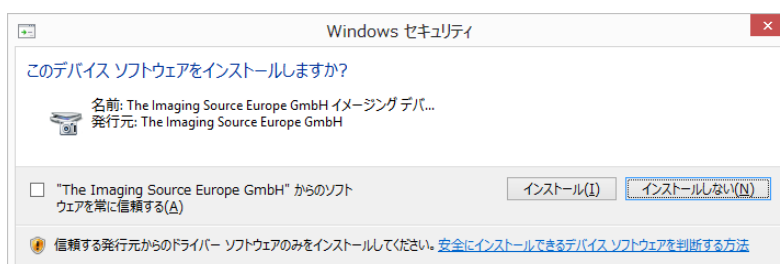 Windows セキュリティ
このデバイス ソフトウェアをインストールしますか?
名前: The Imaging Source Europe GmbH イメージング デバ...
発行元: The Imaging Source Europe GmbH
"The Imaging Source Europe GmbH" からのソフト
ウェアを常に信頼する(A)
インストール(I)
インストールしない(N)
信頼する発行元からのドライバー ソフトウェアのみをインストールしてください。安全にインストールできるデバイス ソフトウェアを判断する方法